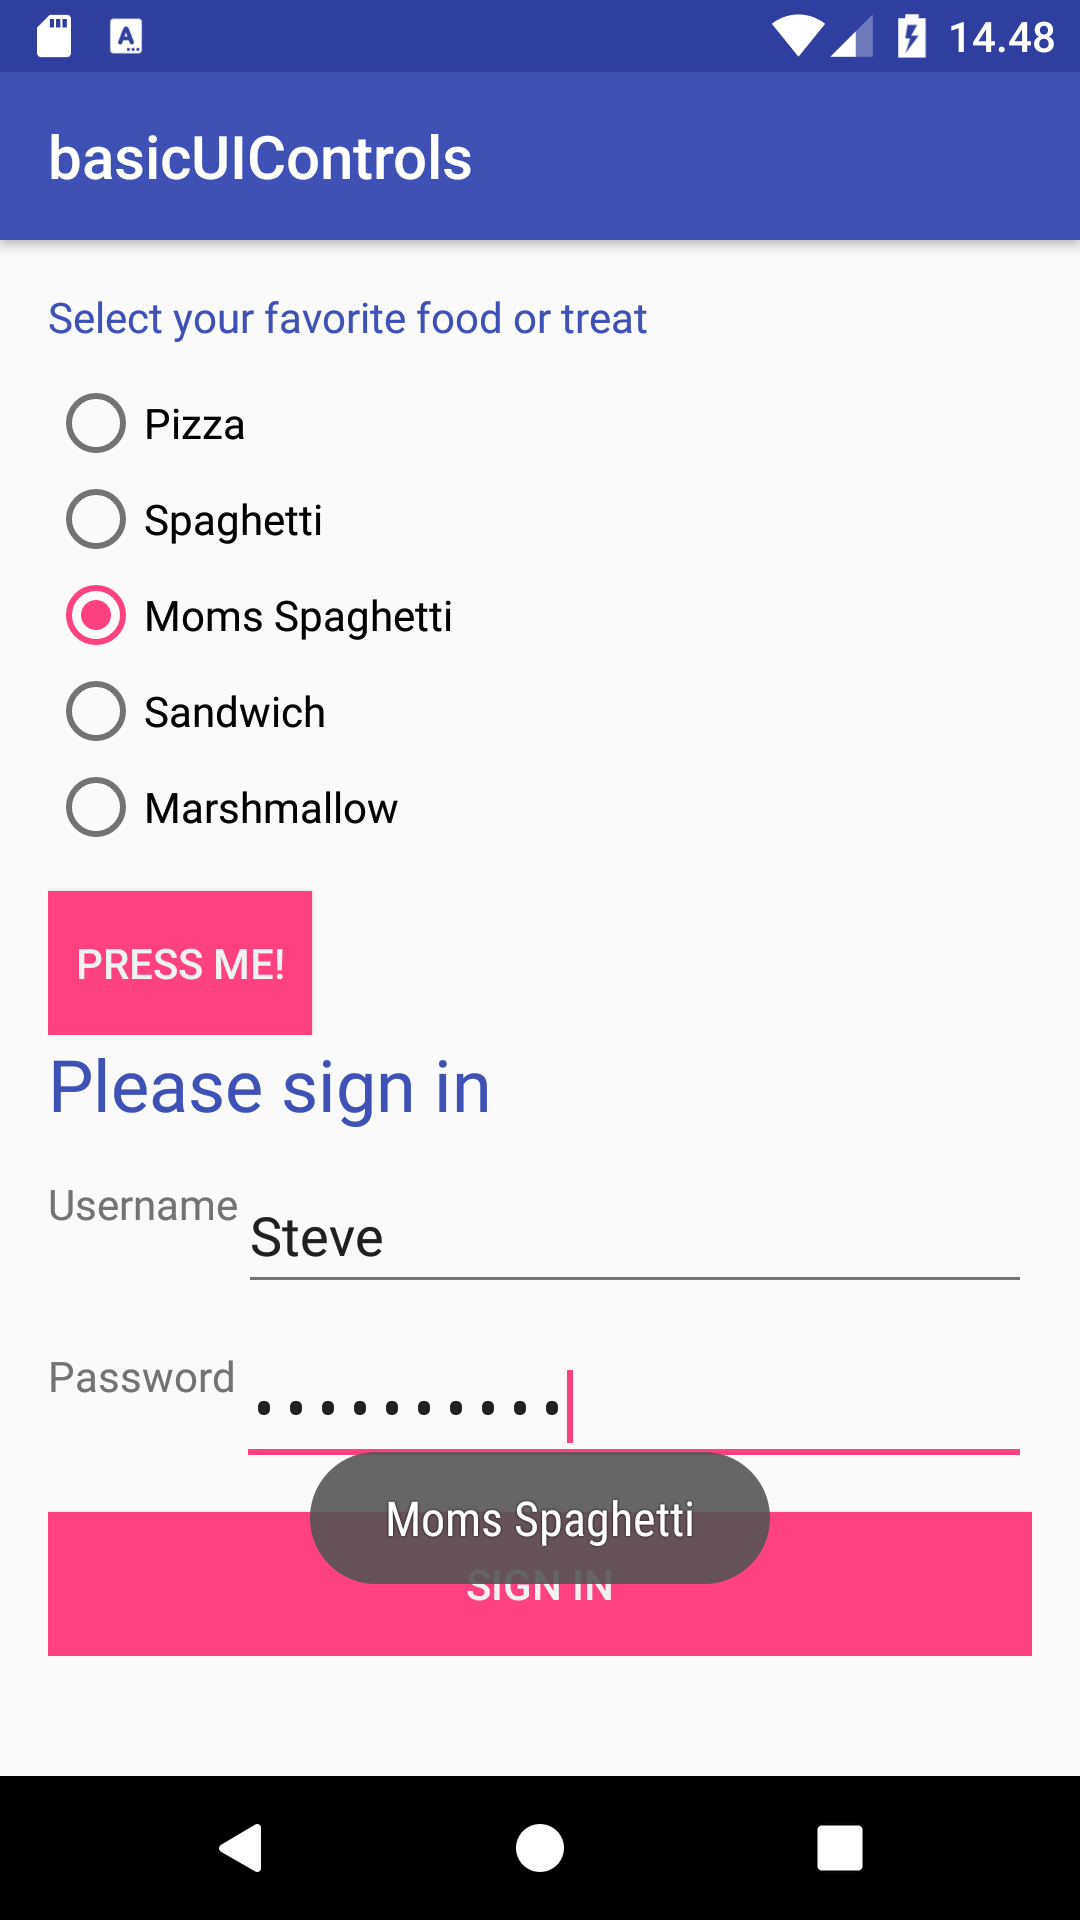 14.48
basicUIControls
Select your favorite food or treat
Pizza
Spaghetti
Moms Spaghetti
Sandwich
Marshmallow
PRESS ME!
Please sign in
Username
Steve
Password
••••••••••
Moms Spaghetti
SIGN IN